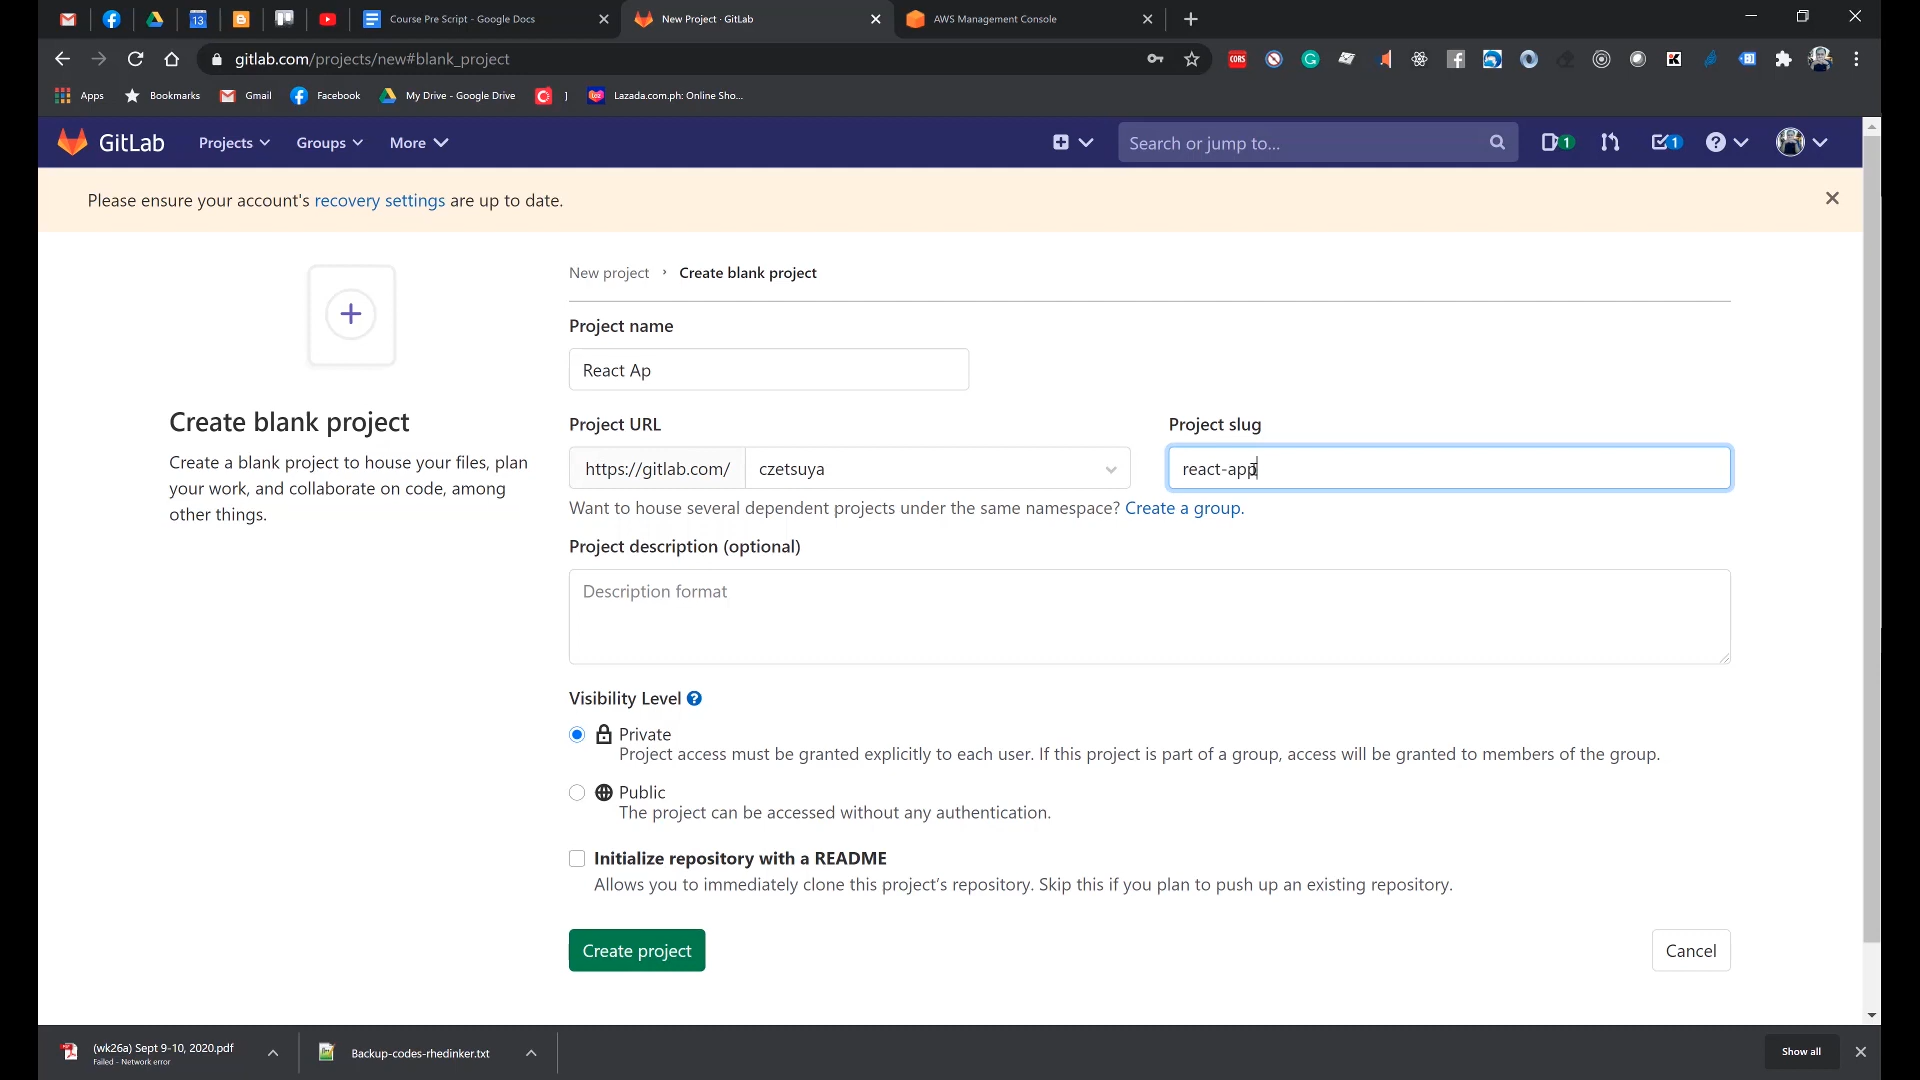 Course Pre Script - Google Docs
New Project · GitLab
AWS Management Console
gitlab.com/projects/new#blank_project
Apps
Bookmarks
Gmail
Facebook
My Drive - Google Drive
]
Lazada.com.ph: Online Sho...
GitLab
Projects
Groups
More
Search or jump to...
1
1
Please ensure your account's recovery settings are up to date.
New project › Create blank project
Project name
React Ap
Create blank project
Create a blank project to house your files, plan
your work, and collaborate on code, among
other things.
Project URL
Project slug
https://gitlab.com/
czetsuya
react-app
Want to house several dependent projects under the same namespace? Create a group.
Project description (optional)
Description format
Visibility Level
Private
Project access must be granted explicitly to each user. If this project is part of a group, access will be granted to members of the group.
Public
The project can be accessed without any authentication.
Initialize repository with a README
Allows you to immediately clone this project's repository. Skip this if you plan to push up an existing repository.
Create project
Cancel
(wk26a) Sept 9-10, 2020.pdf
Failed - Network error
Backup-codes-rhedinker.txt
Show all